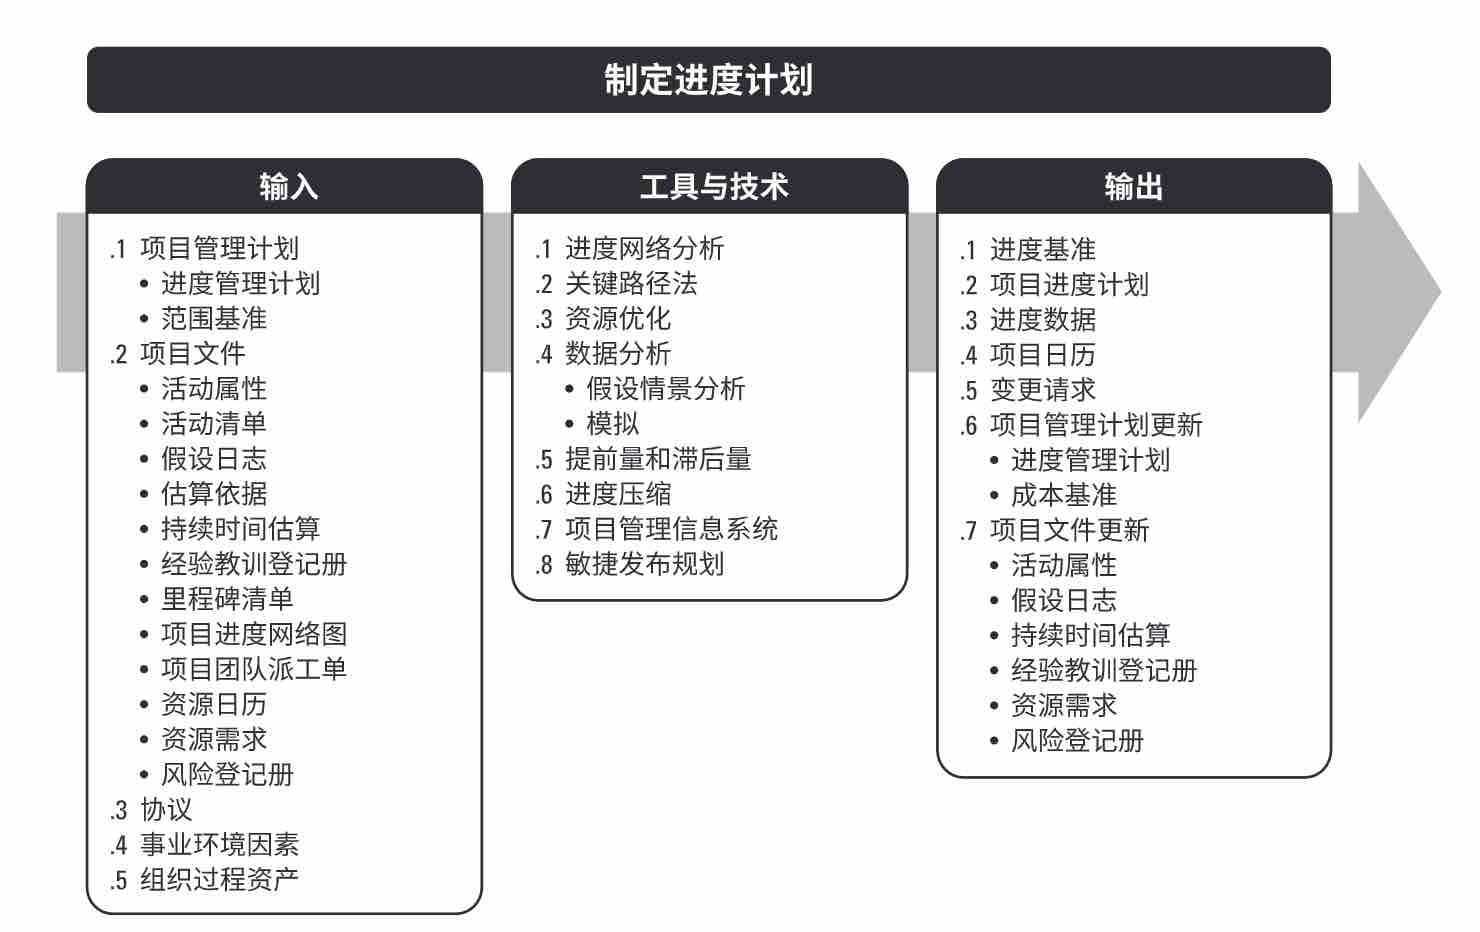 制定进度计划
输入
.1 项目管理计划
• 进度管理计划
• 范围基准
.2 项目文件
• 活动属性
• 活动清单
• 假设日志
• 估算依据
• 持续时间估算
• 经验教训登记册
• 里程碑清单
• 项目进度网络图
• 项目团队派工单
• 资源日历
• 资源需求
• 风险登记册
.3 协议
.4 事业环境因素
.5 组织过程资产
工具与技术
.1 进度网络分析
.2 关键路径法
.3 资源优化
.4 数据分析
• 假设情景分析
• 模拟
.5 提前量和滞后量
.6 进度压缩
.7 项目管理信息系统
.8 敏捷发布规划
输出
.1 进度基准
.2 项目进度计划
.3 进度数据
.4 项目日历
.5 变更请求
.6 项目管理计划更新
• 进度管理计划
• 成本基准
.7 项目文件更新
• 活动属性
• 假设日志
• 持续时间估算
• 经验教训登记册
• 资源需求
• 风险登记册